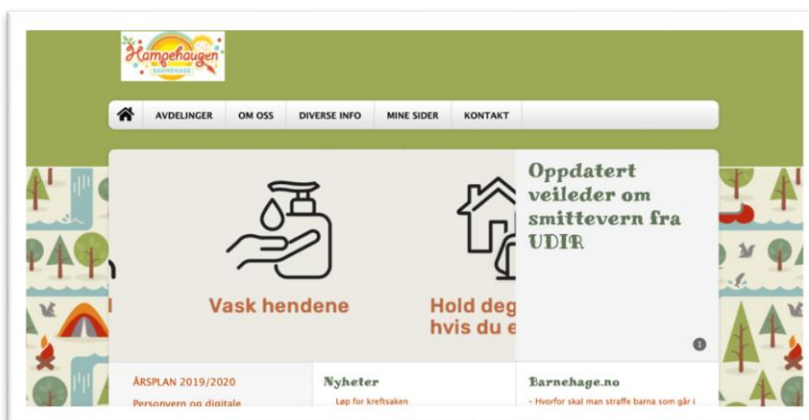 Hampehaugen
BARNEHAGE
AVDELINGER OM OSS DIVERSE INFO MINE SIDER KONTAKT
Oppdatert
veileder om
smittevern fra
UDIR
Vask hendene
Hold deg
hvis du e
1
ÅRSPLAN 2019/2020
Personvern og digitale
Nyheter
Løp for kreftsaken
Barnehage.no
- Hvorfor skal man straffe barna som går i